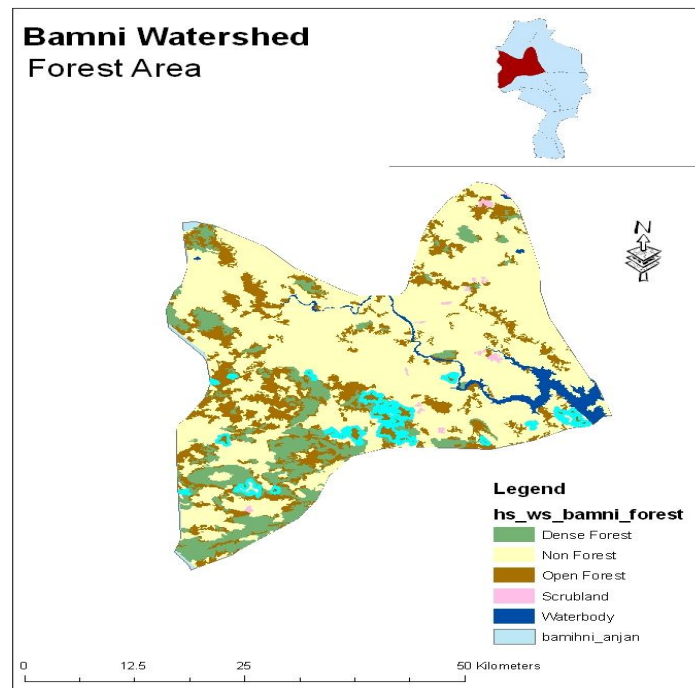 Bamni Watershed
Forest Area
N
Legend
hs_ws_bamni_forest
Dense Forest
Non Forest
Open Forest
Scrubland
Waterbody
bamihni_anjan
0 12.5 25 50 Kilometers